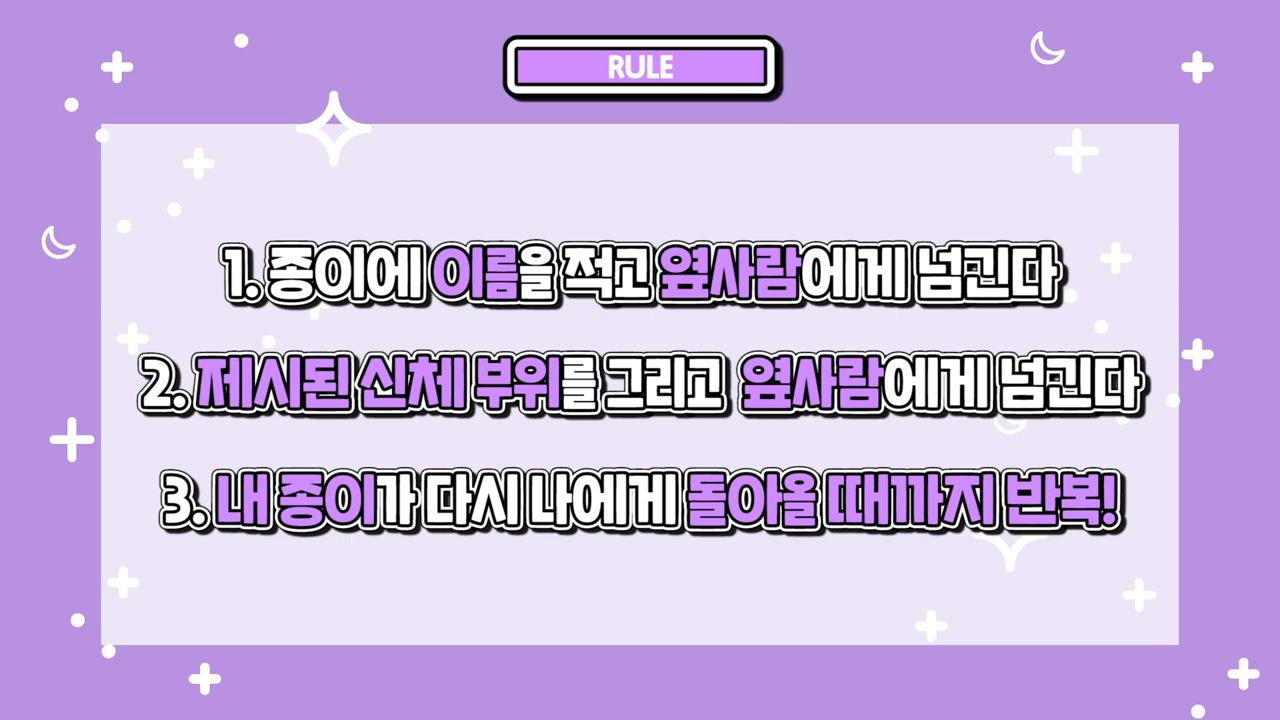 RULE
1. 종이에 이름을 적고 옆사람에게 넘긴다
2. 제시된 신체 부위를 그리고 옆사람에게 넘긴다
3. 내 종이가 다시 나에게 돌아올 때까지 반복!